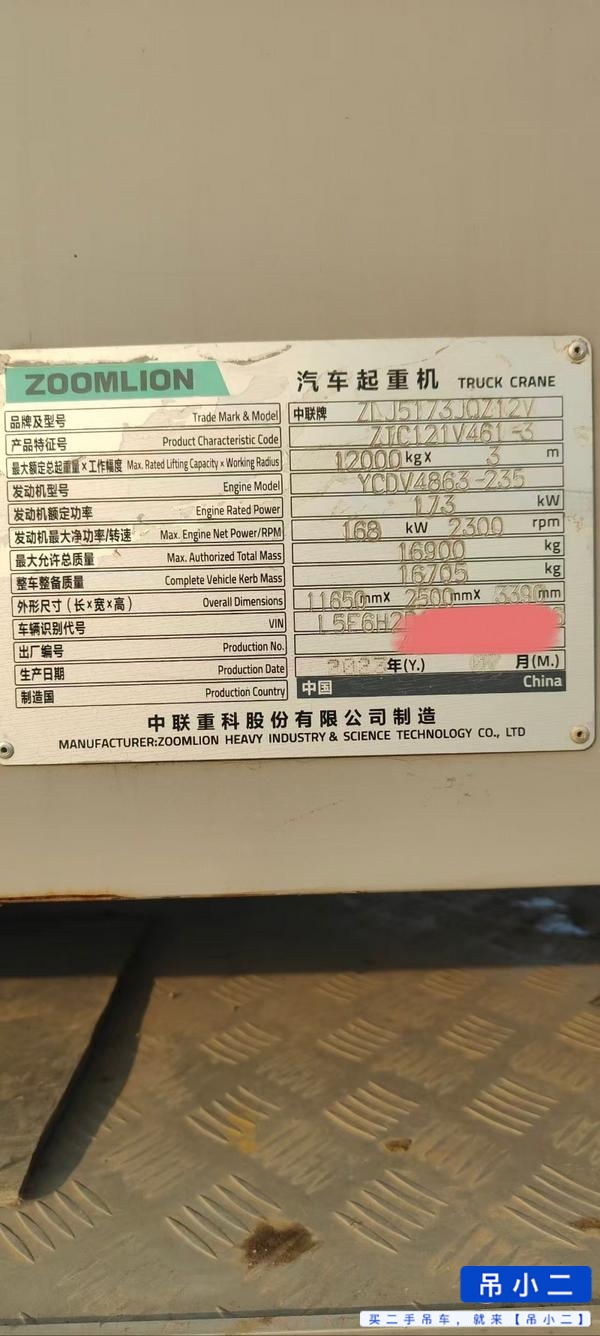 ZOOMLION 汽车起重机 TRUCK CRANE
品牌及型号 Trade Mark & Model 中联牌 ZLJ5173JQZ12V
产品特征号 Product Characteristic Code ZTC121V461-3
最大额定总起重量×工作幅度 Max. Rated Lifting Capacity × Working Radius 12000 kg x 3 m
发动机型号 Engine Model YCDV4863-235
发动机额定功率 Engine Rated Power 173 kW
发动机最大净功率/转速 Max. Engine Net Power/RPM 168 kW 2300 rpm
最大允许总质量 Max. Authorized Total Mass 16900 kg
整车整备质量 Complete Vehicle Kerb Mass 16705 kg
外形尺寸（长×宽×高） Overall Dimensions 11650 mmX 2500 mmX 3390 mm
车辆识别代号 VIN
出厂编号 Production No.
生产日期 Production Date 年(Y.) 月(M.)
制造国 Production Country 中国 China
中联重科股份有限公司制造
MANUFACTURER:ZOOMLION HEAVY INDUSTRY & SCIENCE TECHNOLOGY CO., LTD
吊小二
买二手吊车，就来【吊小二】